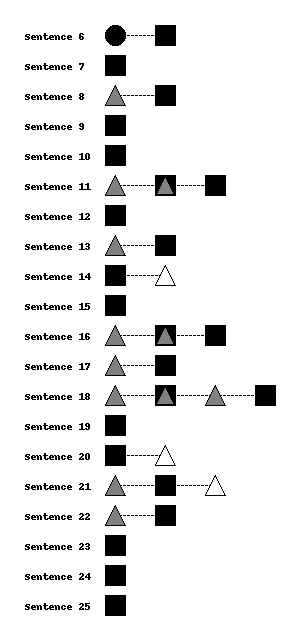 Sentence 6
Sentence 7
Sentence 8
Sentence 9
Sentence 10
Sentence 11
Sentence 12
Sentence 13
Sentence 14
Sentence 15
Sentence 16
Sentence 17
Sentence 18
Sentence 19
Sentence 20
Sentence 21
Sentence 22
Sentence 23
Sentence 24
Sentence 25